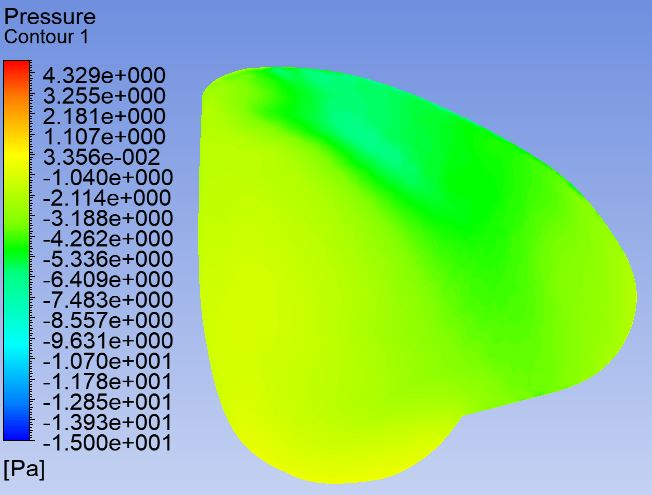 Pressure
Contour 1
4.329e+000
3.255e+000
2.181e+000
1.107e+000
3.356e-002
-1.040e+000
-2.114e+000
-3.188e+000
-4.262e+000
-5.336e+000
-6.409e+000
-7.483e+000
-8.557e+000
-9.631e+000
-1.070e+001
-1.178e+001
-1.285e+001
-1.393e+001
-1.500e+001
[Pa]